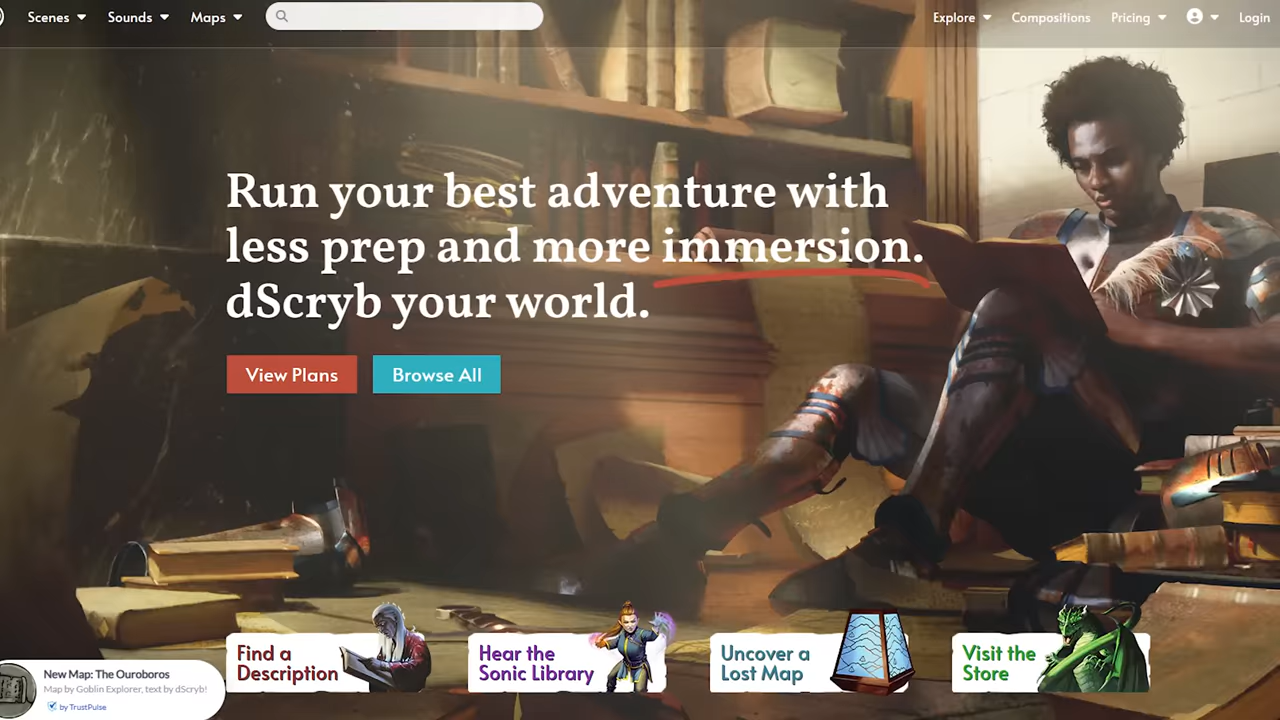 Scenes
Sounds
Maps
Explore
Compositions
Pricing
Login
Run your best adventure with
less prep and more immersion.
dScryb your world.
View Plans
Browse All
Find a
Description
Hear the
Sonic Library
Uncover a
Lost Map
Visit the
Store
New Map: The Ouroboros
Map by Goblin Explorer, text by dScryb!
by TrustPulse